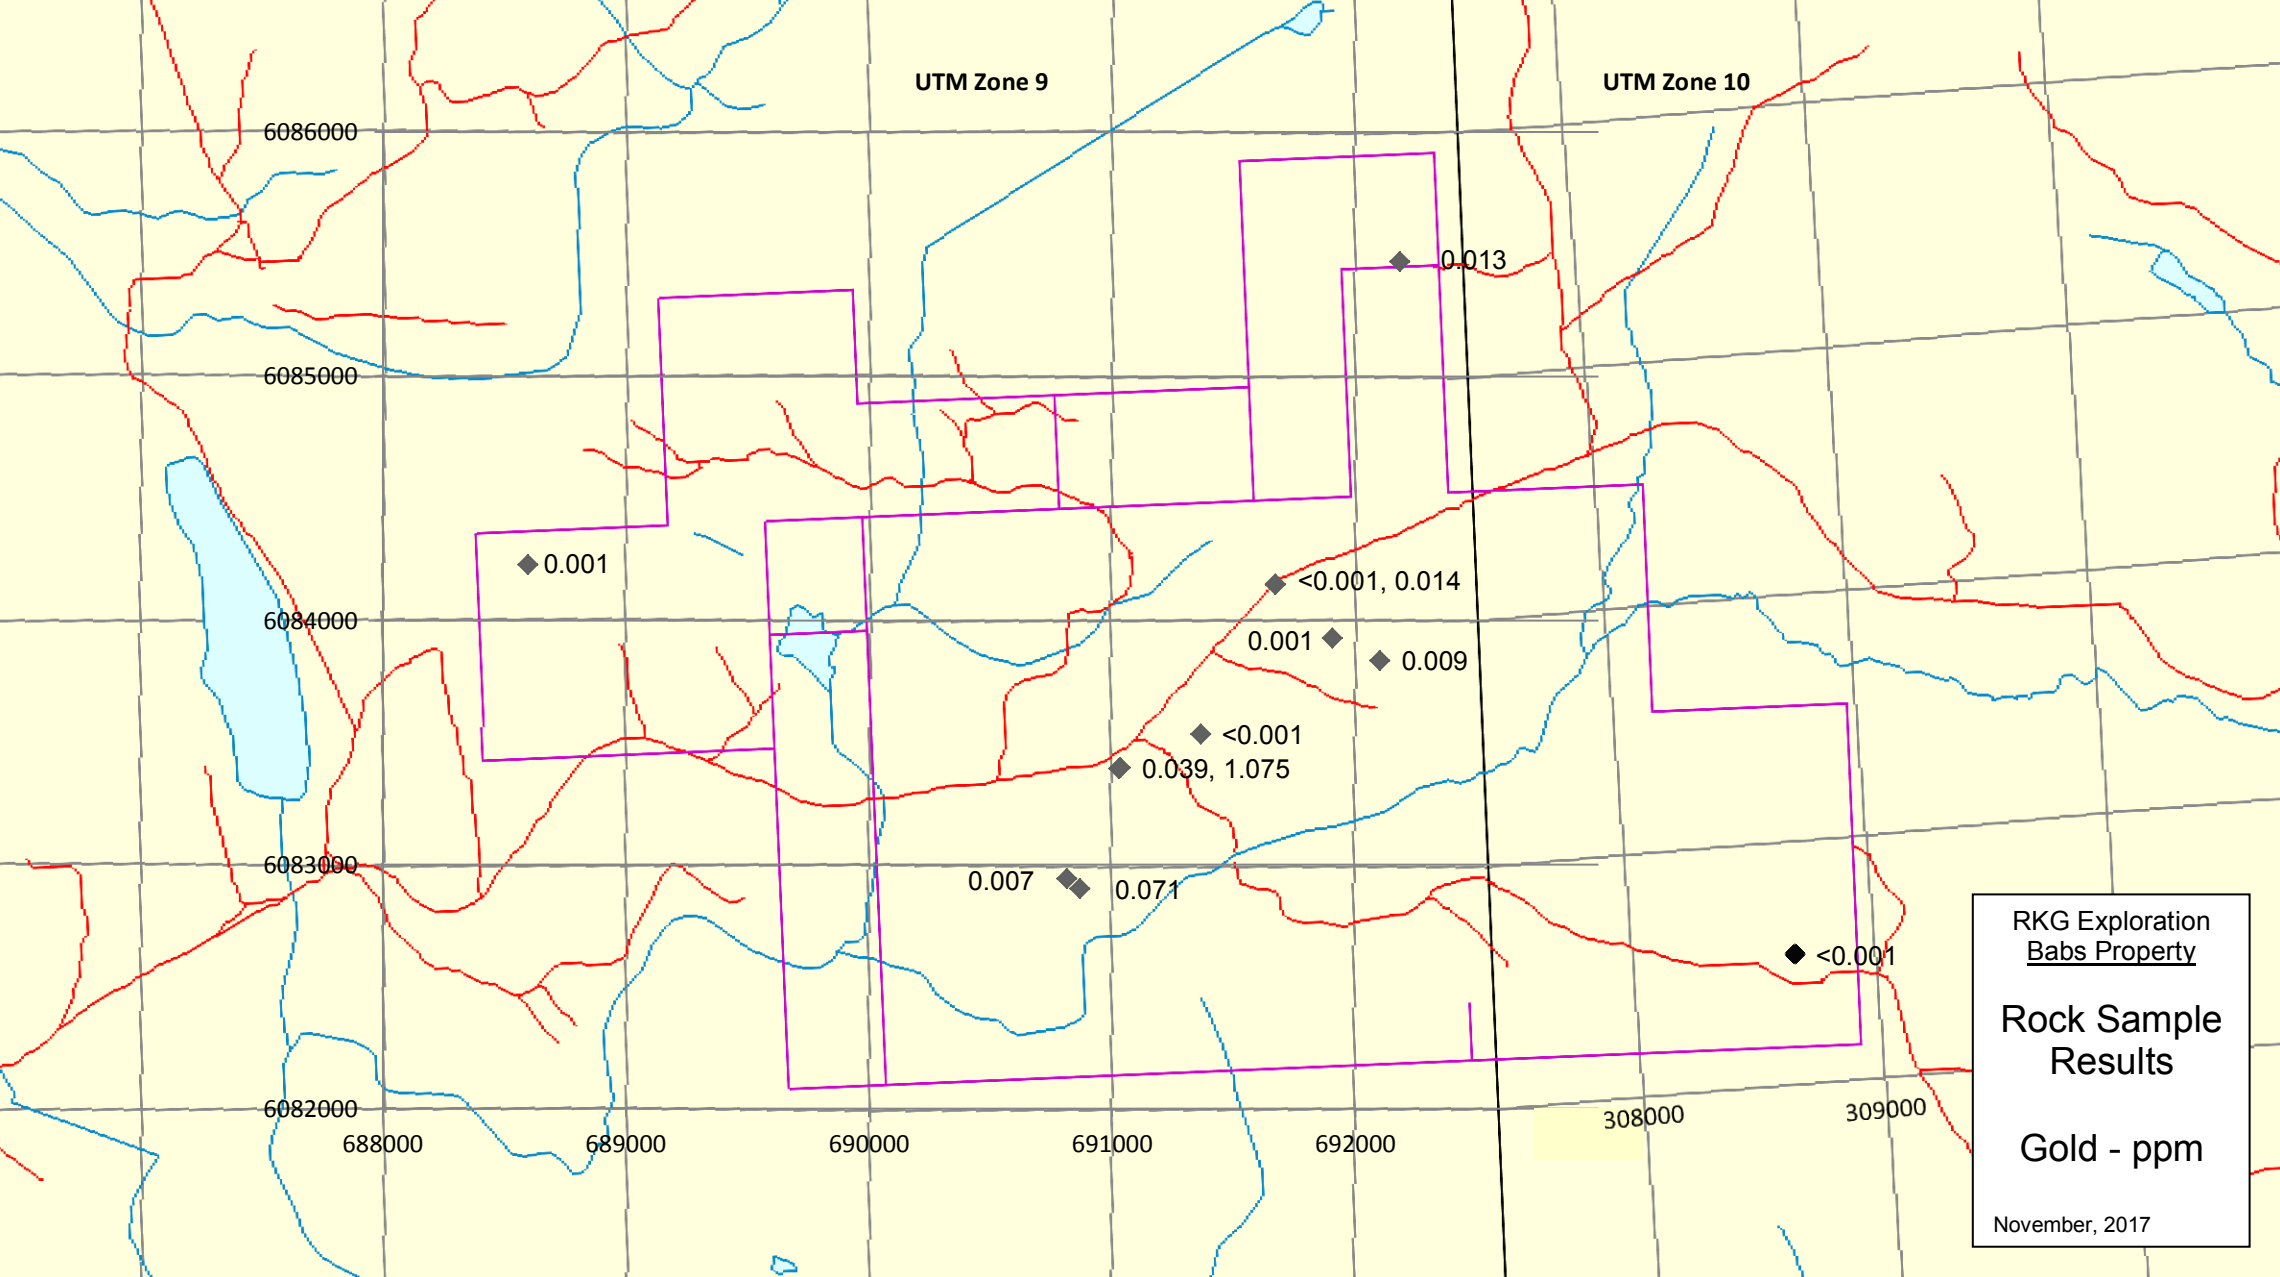 UTM Zone 9
UTM Zone 10
6086000
0.013
6085000
0.001
<0.001, 0.014
6084000
0.001
0.009
<0.001
0.039, 1.075
6083000
0.007
0.071
<0.001
6082000
688000
689000
690000
691000
692000
308000
309000
RKG Exploration
Babs Property
Rock Sample
Results
Gold - ppm
November, 2017